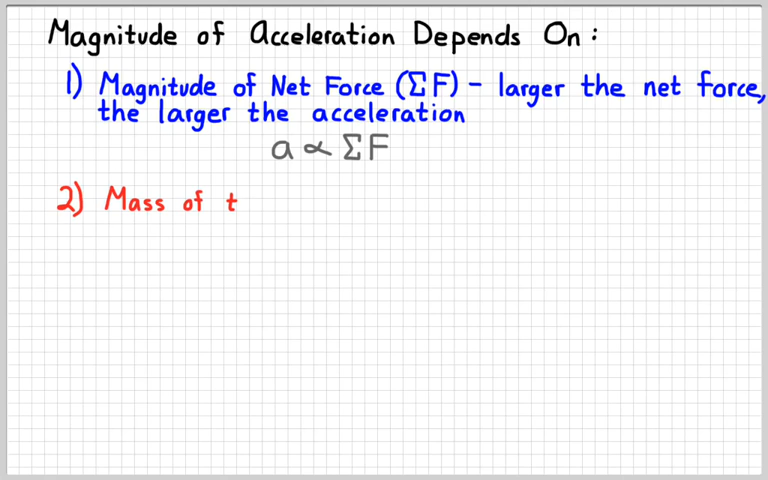 Magnitude of Acceleration Depends On:
1) Magnitude of Net Force (ΣF) - larger the net force,
the larger the acceleration
a ∝ ΣF
2) Mass of t